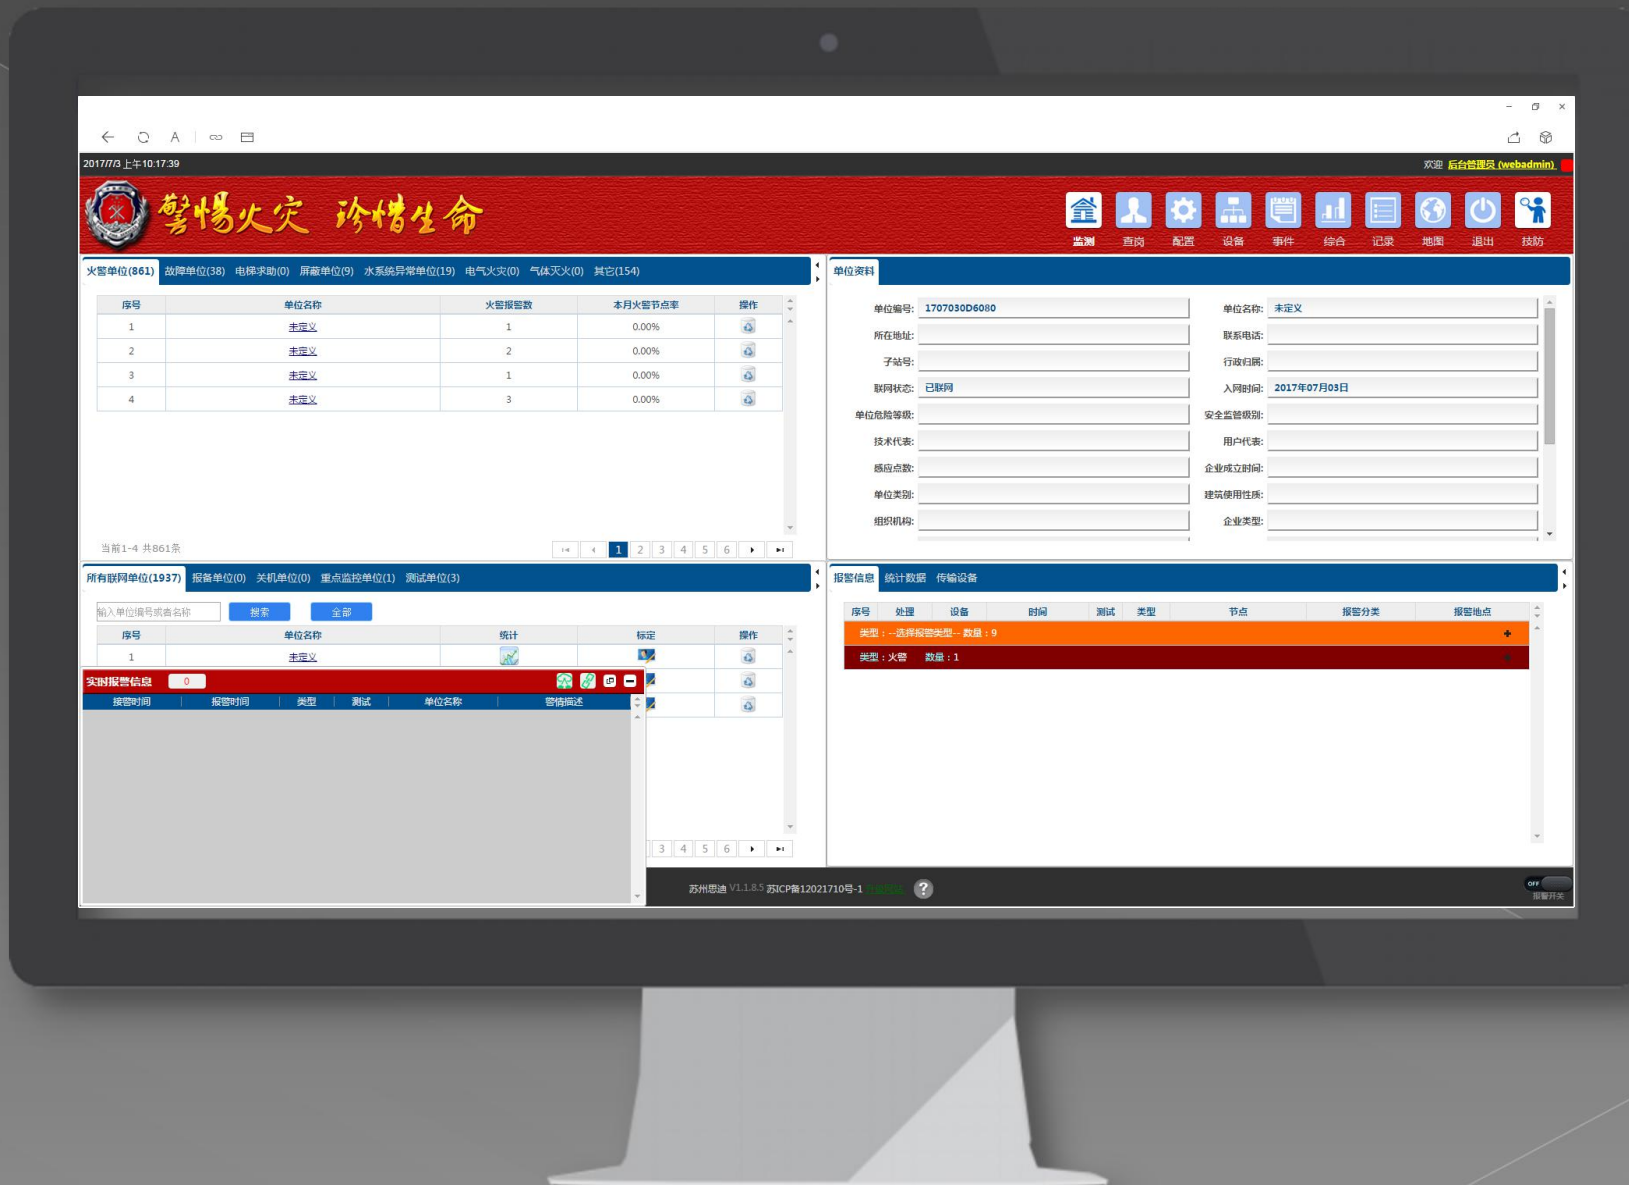 2017/7/3 上午10:17:39
欢迎 后台管理员 (webadmin)
警惕火灾 珍惜生命
监测 查岗 配置 设备 事件 综合 记录 地图 退出 技防
火警单位(861) 故障单位(38) 电梯求助(0) 屏蔽单位(9) 水系统异常单位(19) 电气火灾(0) 气体灭火(0) 其它(154)
序号 单位名称 火警报警数 本月火警节点率 操作
1 未定义 1 0.00%
2 未定义 2 0.00%
3 未定义 1 0.00%
4 未定义 3 0.00%
当前1-4 共861条
1 2 3 4 5 6
单位资料
单位编号: 1707030D6080 单位名称: 未定义
所在地址: 联系电话:
子站号: 行政归属:
联网状态: 已联网 入网时间: 2017年07月03日
单位危险等级: 安全监管级别:
技术代表: 用户代表:
感应点数: 企业成立时间:
单位类别: 建筑使用性质:
组织机构: 企业类型:
所有联网单位(1937) 报备单位(0) 关机单位(0) 重点监控单位(1) 测试单位(3)
输入单位编号或者名称 搜索 全部
序号 单位名称 统计 标定 操作
1 未定义
实时报警信息 0
接警时间 报警时间 类型 测试 单位名称 警情描述
3 4 5 6
报警信息 统计数据 传输设备
序号 处理 设备 时间 测试 类型 节点 报警分类 报警地点
类型：--选择报警类型-- 数量：9
类型：火警 数量：1
苏州思迪 V1.1.8.5 苏ICP备12021710号-1
OFF
报警开关